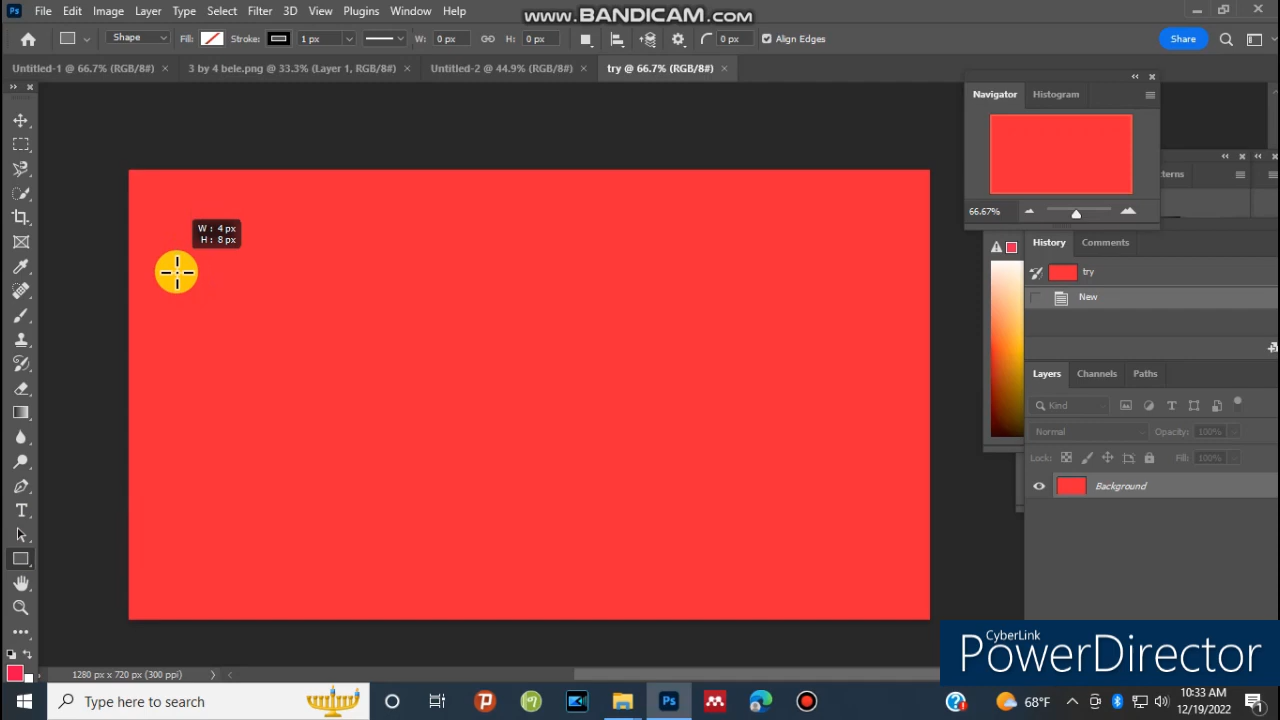 Ps File Edit Image Layer Type Select Filter 3D View Plugins Window Help
www.BANDICAM.com
Shape Fill: Stroke: 1 px W: 0 px H: 0 px 0 px Align Edges Share
Untitled-1 @ 66.7% (RGB/8#) × 3 by 4 bele.png @ 33.3% (Layer 1, RGB/8#) × Untitled-2 @ 44.9% (RGB/8#) × try @ 66.7% (RGB/8#) ×
Navigator Histogram
66.67%
terns
W : 4 px
H : 8 px
History Comments
try
New
Layers Channels Paths
Kind
Normal Opacity: 100%
Lock: Fill: 100%
Background
1280 px x 720 px (300 ppi)
CyberLink
PowerDirector
Type here to search
Ps
68°F
10:33 AM
12/19/2022
1